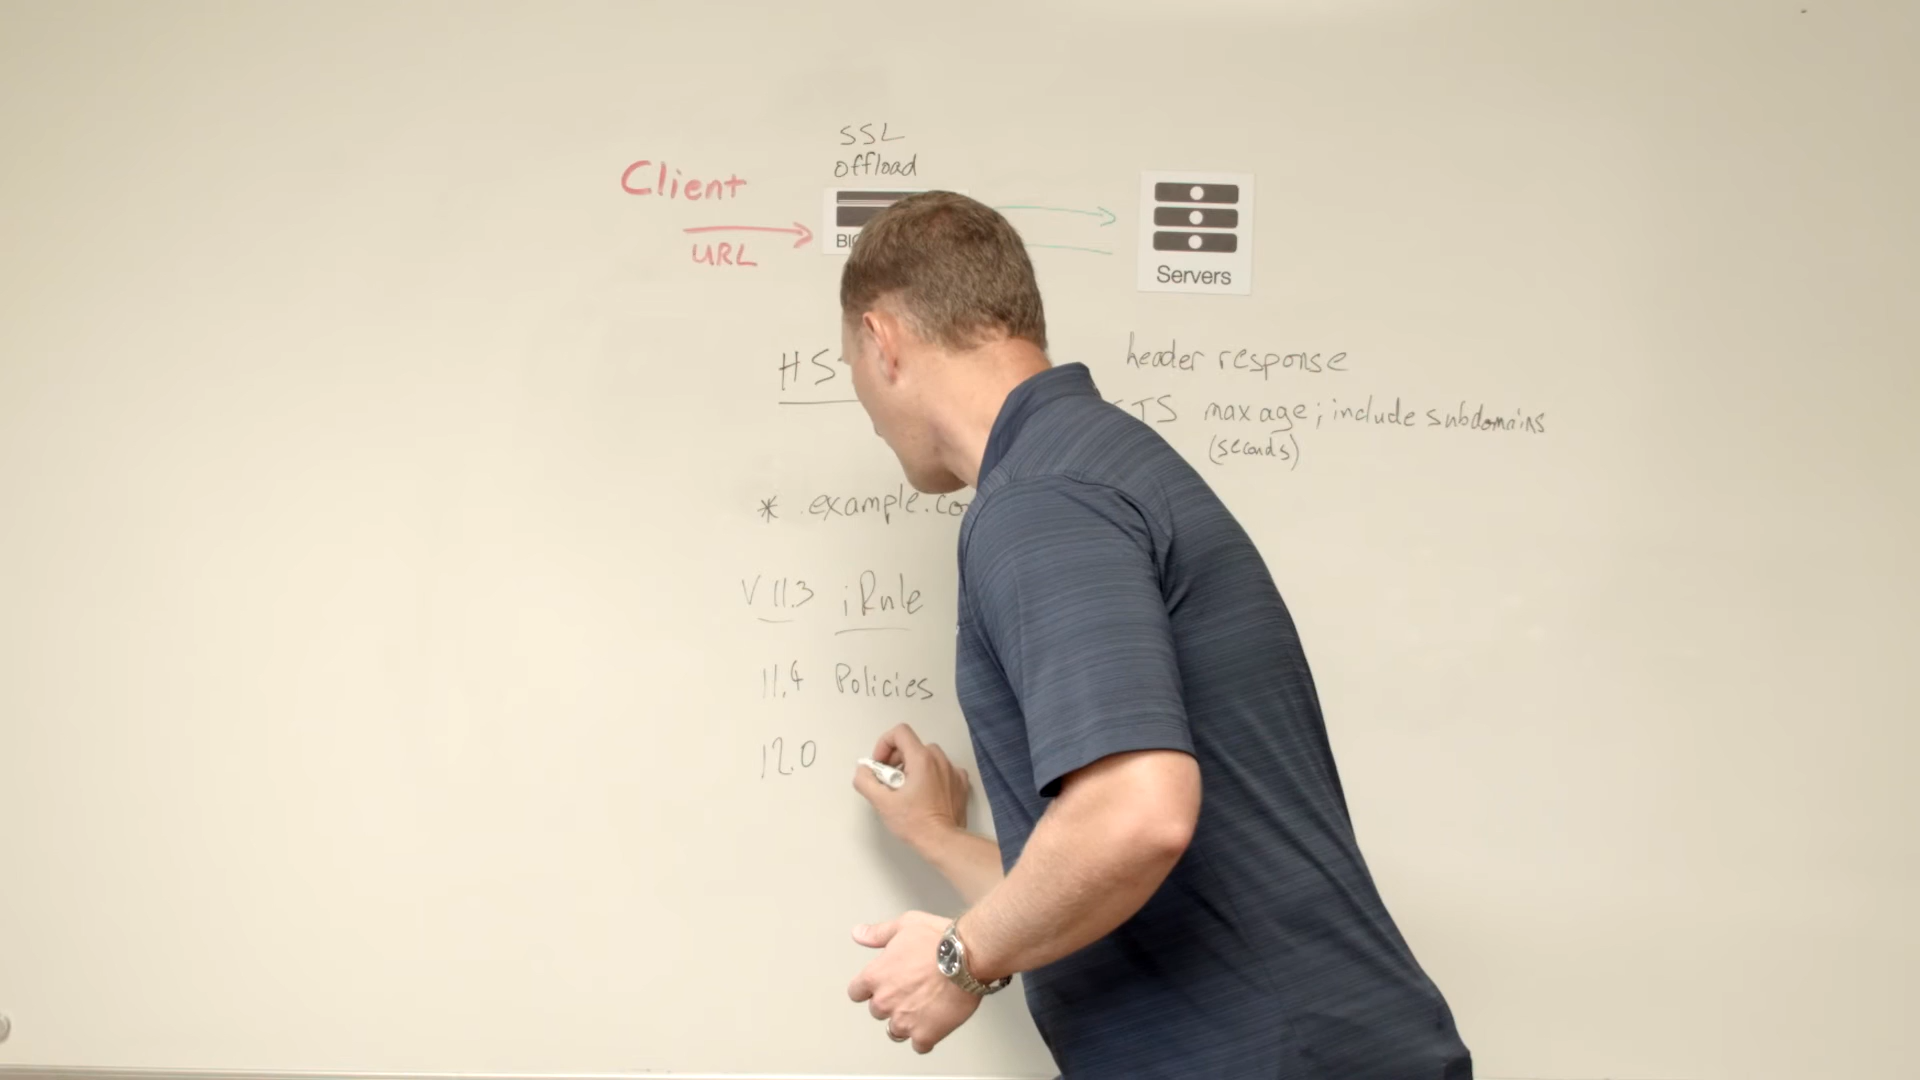 SSL
offload
Client
URL
Servers
HS
header response
max age; include subdomains
(seconds)
* .example.co
V 11.3 iRule
11.4 Policies
12.0